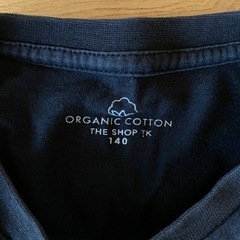 ORGANIC COTTON
THE SHOP TK
140